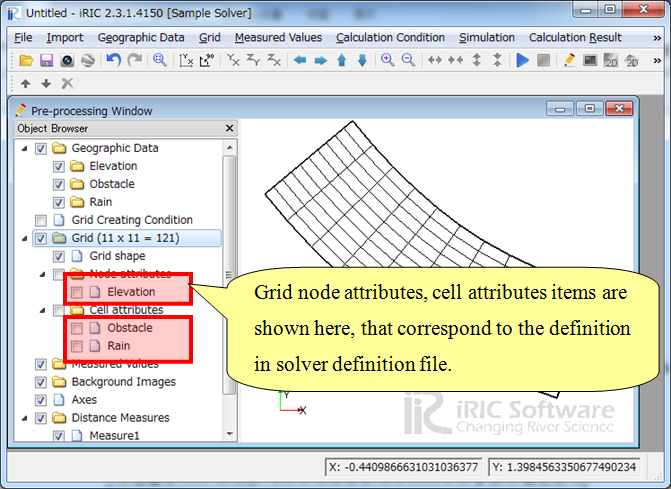 Untitled - iRIC 2.3.1.4150 [Sample Solver]
File Import Geographic Data Grid Measured Values Calculation Condition Simulation Calculation Result »
Pre-processing Window
Object Browser
Geographic Data
Elevation
Obstacle
Rain
Grid Creating Condition
Grid (11 x 11 = 121)
Grid shape
Node attributes
Elevation
Cell attributes
Obstacle
Rain
Measured Values
Background Images
Axes
Distance Measures
Measure1
Grid node attributes, cell attributes items are
shown here, that correspond to the definition
in solver definition file.
Y
X
iRIC Software
Changing River Science
X: -0.4409866631031036377 Y: 1.3984563350677490234